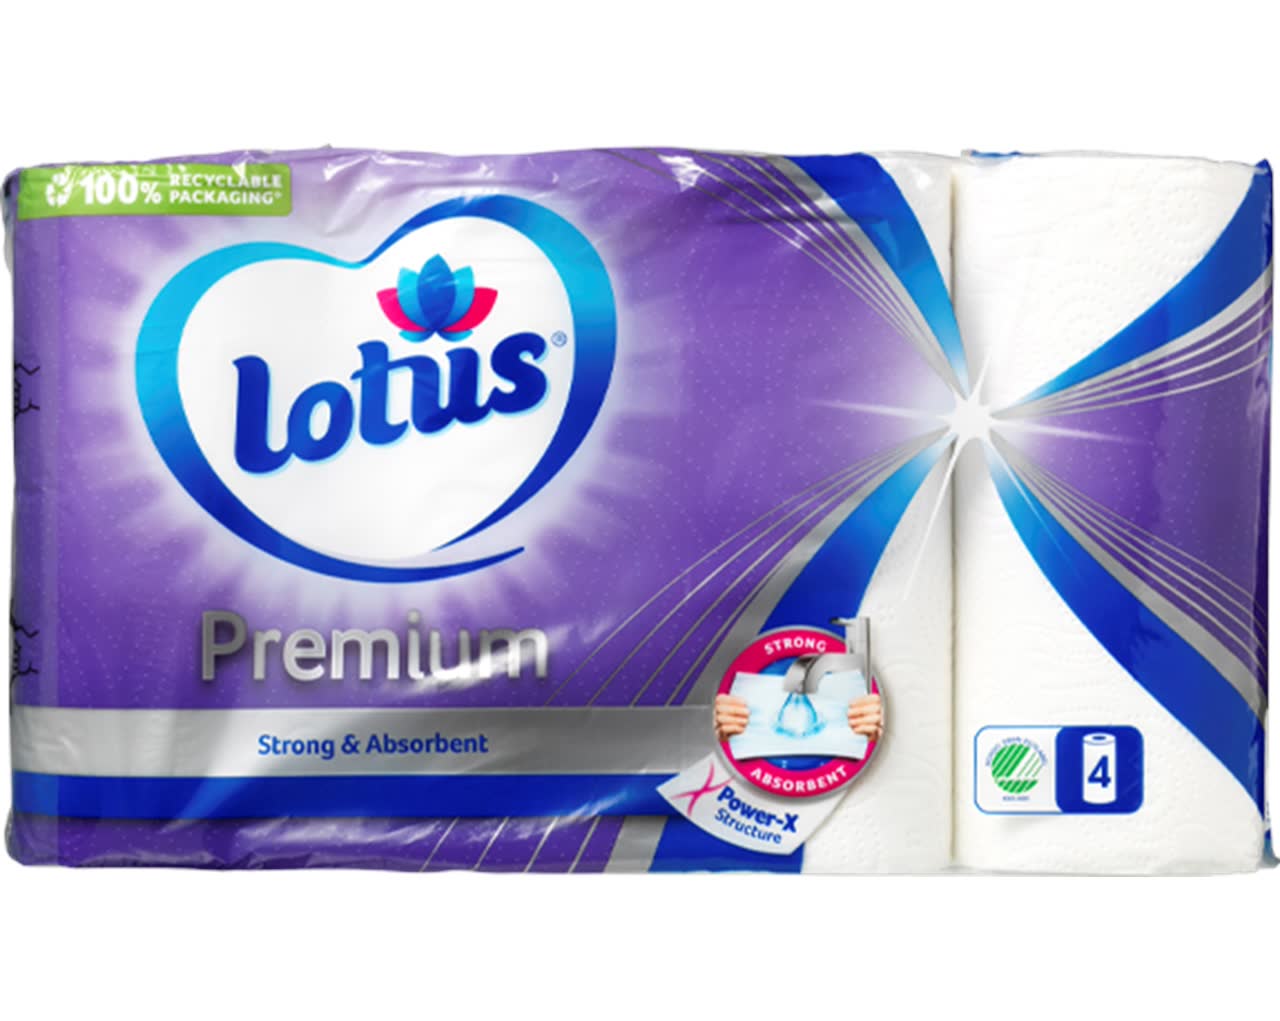 100% RECYCLABLE
PACKAGING
lotus®
Premium
Strong & Absorbent
STRONG
ABSORBENT
Power-X
Structure
4